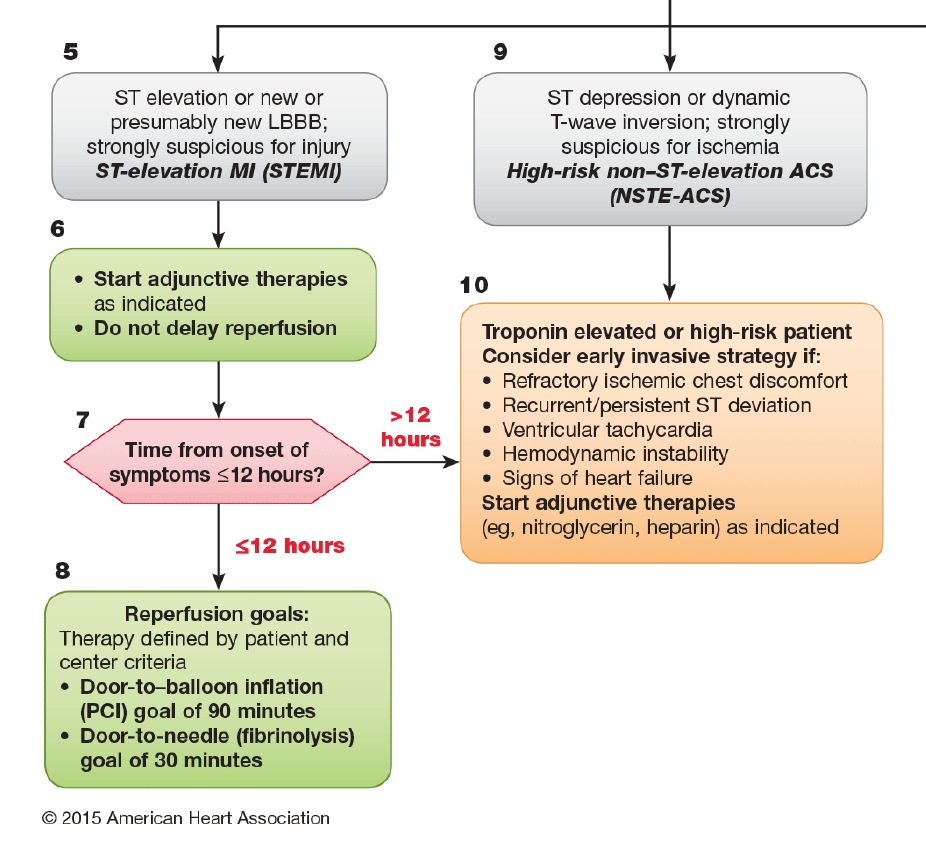 5
ST elevation or new or
presumably new LBBB;
strongly suspicious for injury
ST-elevation MI (STEMI)
6
• Start adjunctive therapies
as indicated
• Do not delay reperfusion
7
Time from onset of
symptoms ≤12 hours?
>12
hours
≤12 hours
8
Reperfusion goals:
Therapy defined by patient and
center criteria
• Door-to–balloon inflation
(PCI) goal of 90 minutes
• Door-to-needle (fibrinolysis)
goal of 30 minutes
9
ST depression or dynamic
T-wave inversion; strongly
suspicious for ischemia
High-risk non–ST-elevation ACS
(NSTE-ACS)
10
Troponin elevated or high-risk patient
Consider early invasive strategy if:
• Refractory ischemic chest discomfort
• Recurrent/persistent ST deviation
• Ventricular tachycardia
• Hemodynamic instability
• Signs of heart failure
Start adjunctive therapies
(eg, nitroglycerin, heparin) as indicated
© 2015 American Heart Association